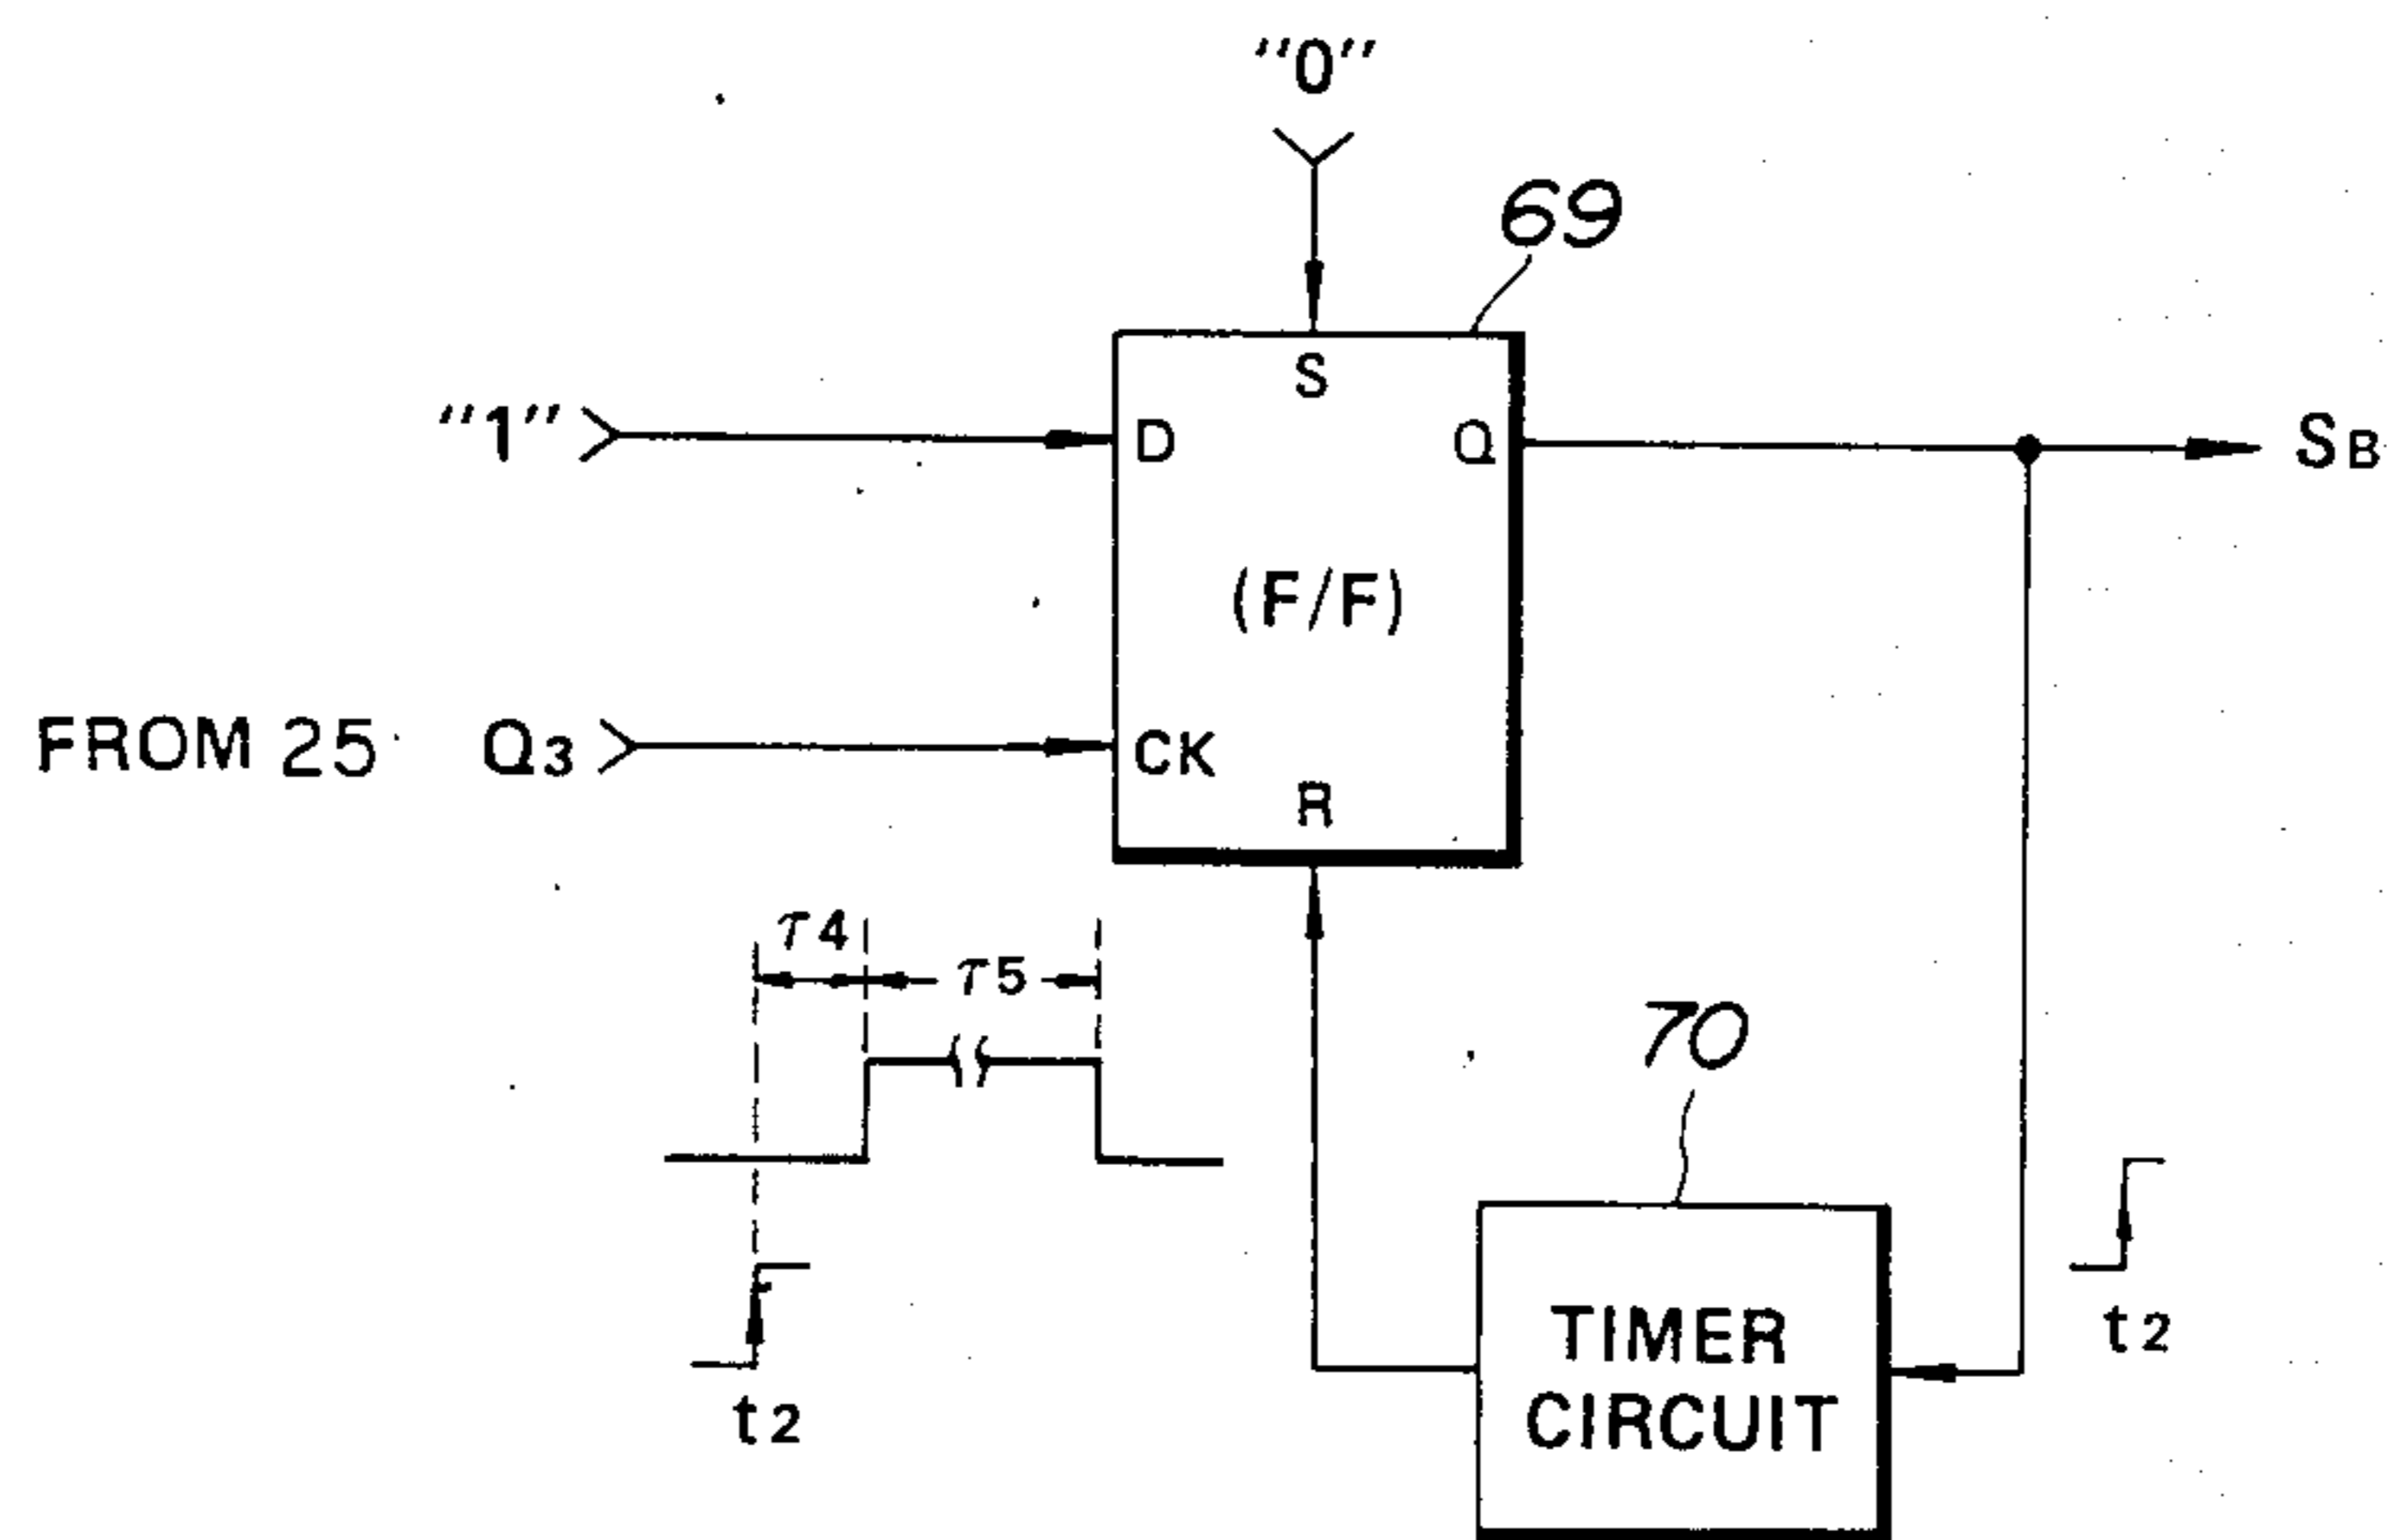 "0"
69
S
"1" D Q SB
(F/F)
FROM 25 Q3 CK
R
τ4
τ5
70
TIMER
CIRCUIT
t2
t2